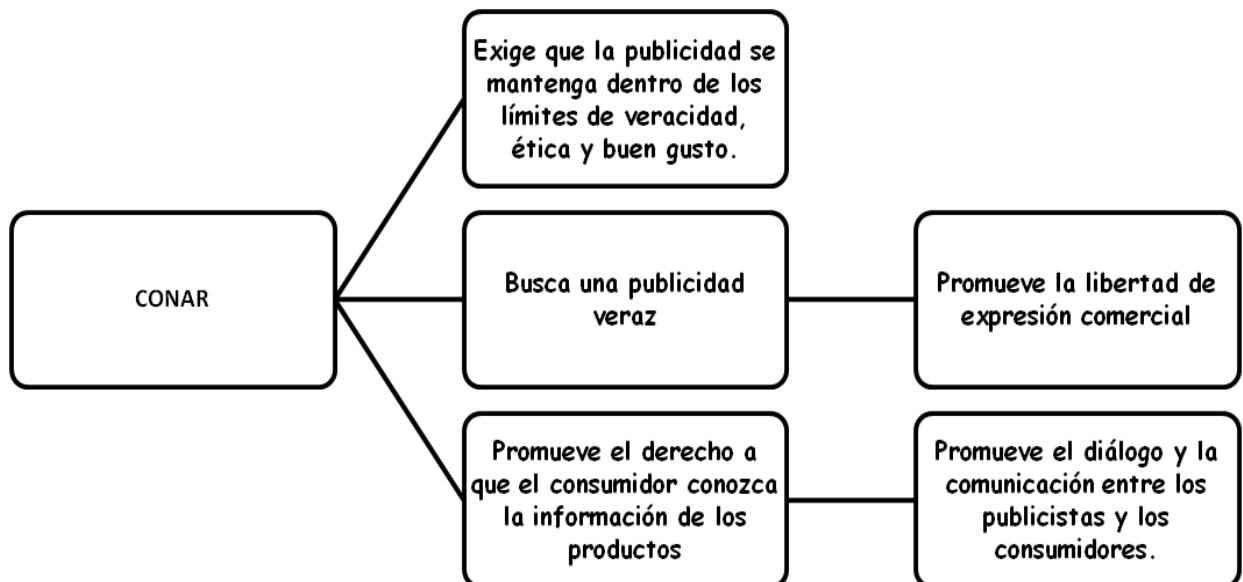 Exige que la publicidad se
mantenga dentro de los
límites de veracidad,
ética y buen gusto.
CONAR
Busca una publicidad
veraz
Promueve la libertad de
expresión comercial
Promueve el derecho a
que el consumidor conozca
la información de los
productos
Promueve el diálogo y la
comunicación entre los
publicistas y los
consumidores.